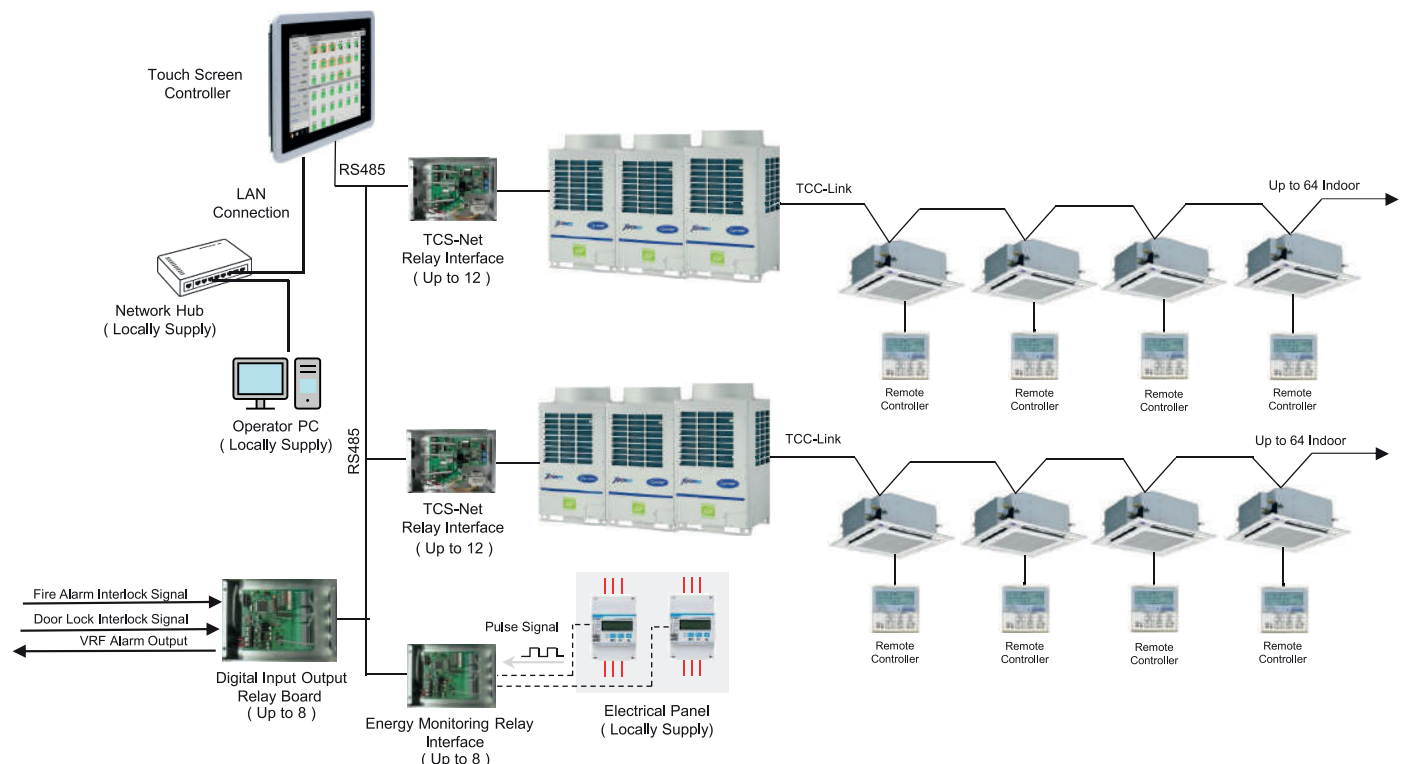 Touch Screen
Controller
RS485
LAN
Connection
TCS-Net
Relay Interface
( Up to 12 )
TCC-Link
Up to 64 Indoor
Carrier
Network Hub
( Locally Supply)
Remote
Controller
Remote
Controller
Remote
Controller
Remote
Controller
Operator PC
( Locally Supply)
RS485
TCS-Net
Relay Interface
( Up to 12 )
TCC-Link
Up to 64 Indoor
Carrier
Remote
Controller
Remote
Controller
Remote
Controller
Remote
Controller
Fire Alarm Interlock Signal
Door Lock Interlock Signal
VRF Alarm Output
Digital Input Output
Relay Board
( Up to 8 )
Pulse Signal
Energy Monitoring Relay
Interface
( Up to 8 )
Electrical Panel
( Locally Supply)